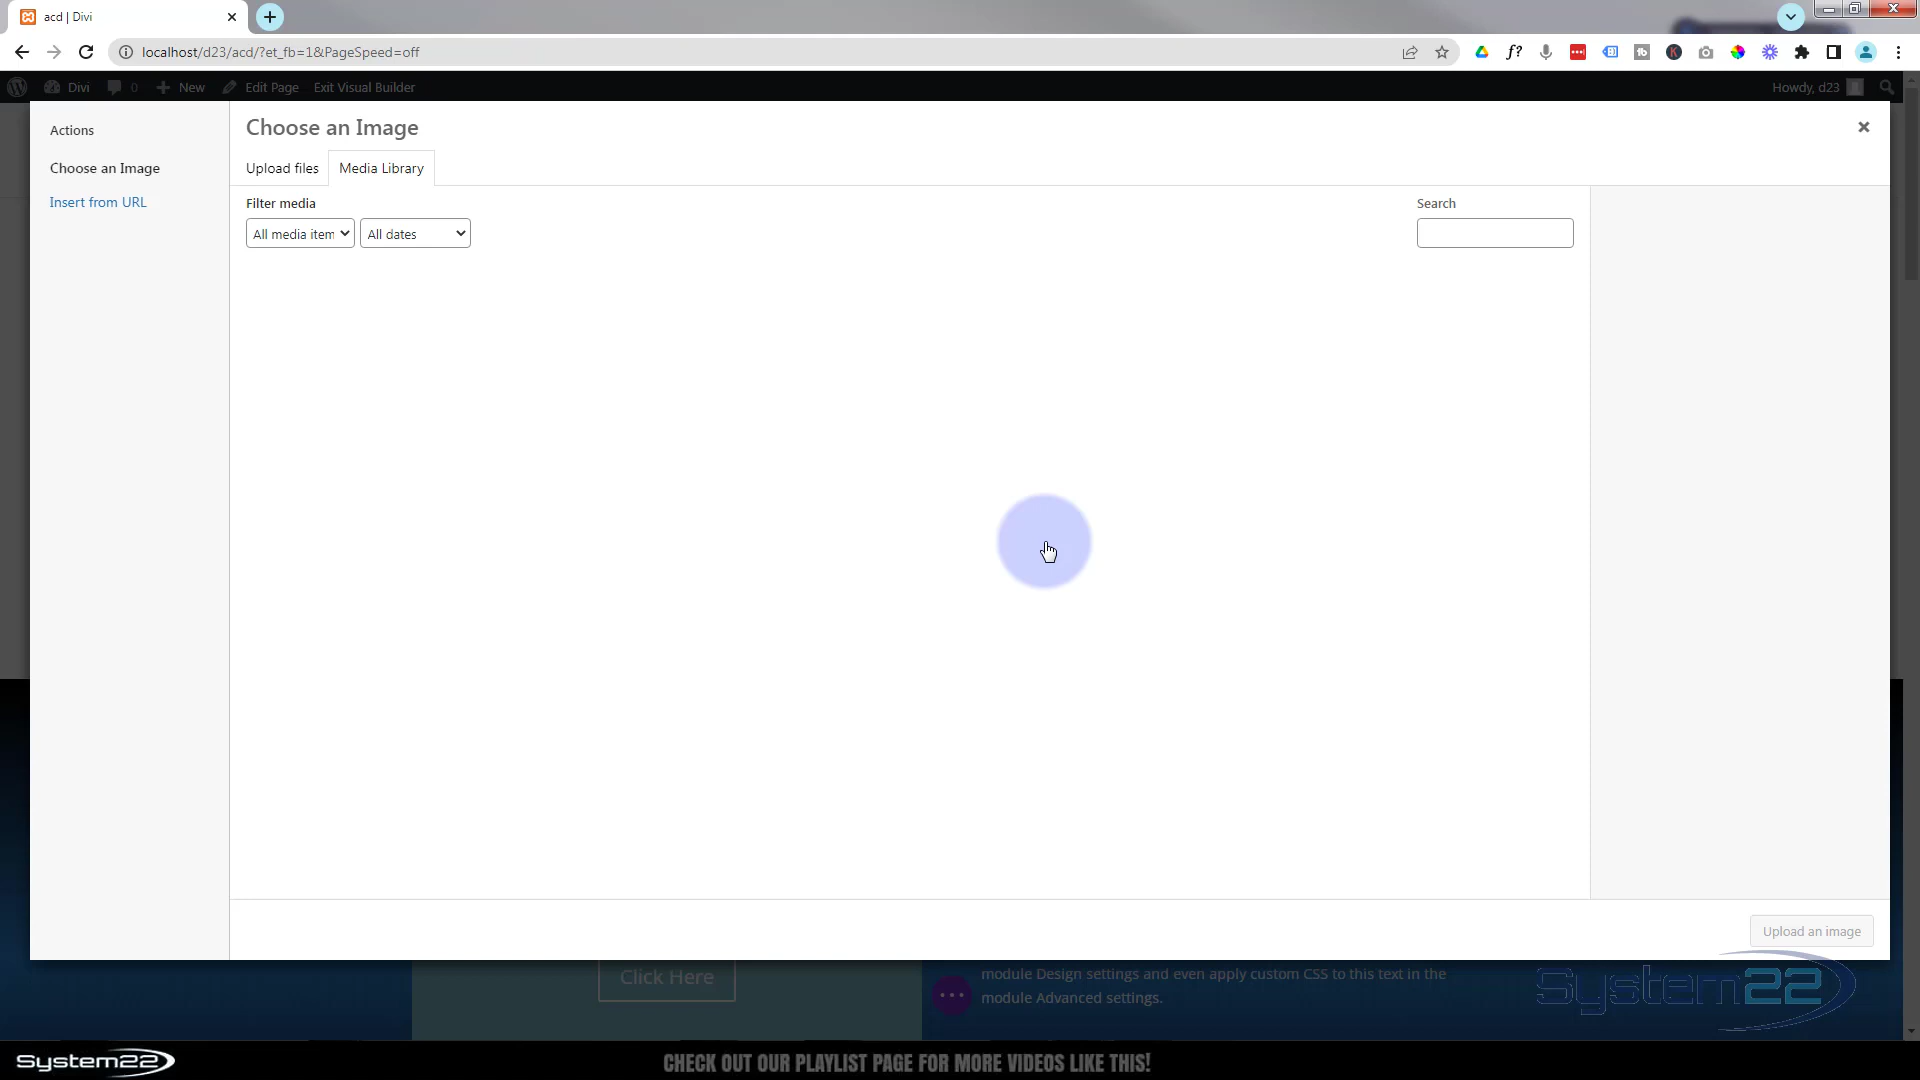 acd | Divi
localhost/d23/acd/?et_fb=1&PageSpeed=off
Divi 0 New Edit Page Exit Visual Builder Howdy, d23
Actions
Choose an Image
Insert from URL
Choose an Image
Upload files Media Library
Filter media
All media item All dates
Search
Upload an image
Click Here
module Design settings and even apply custom CSS to this text in the
module Advanced settings.
System22
System22
CHECK OUT OUR PLAYLIST PAGE FOR MORE VIDEOS LIKE THIS!